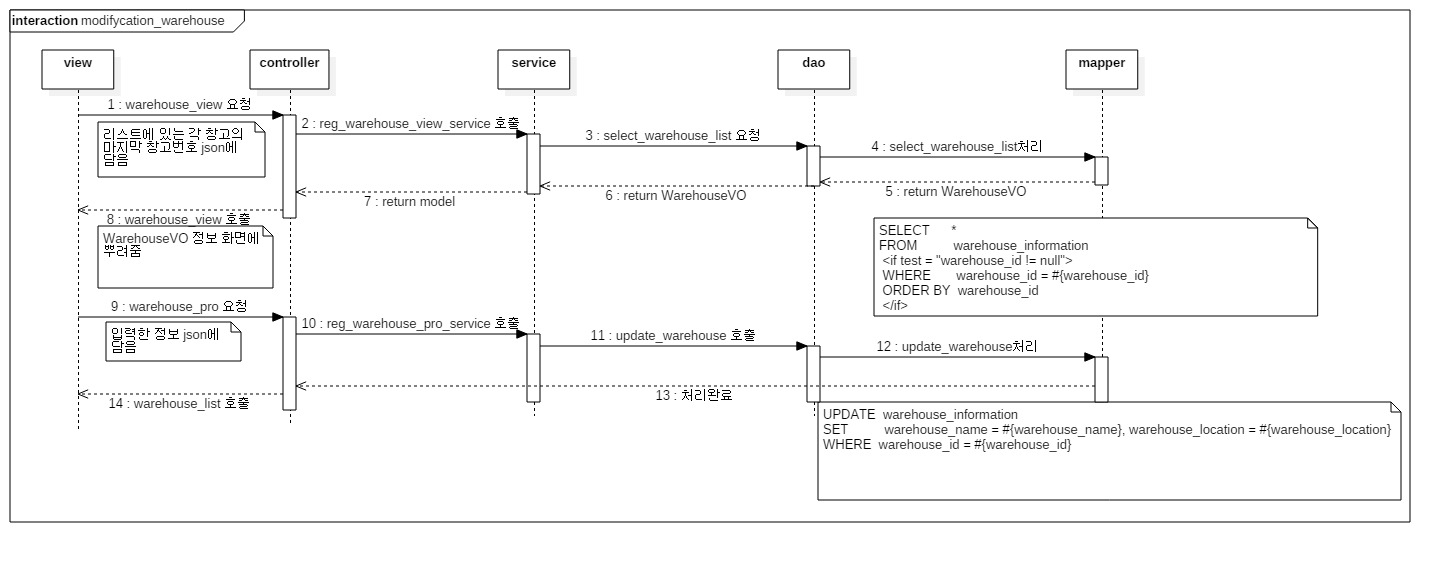 interaction modifycation_warehouse
view
controller
service
dao
mapper
1 : warehouse_view 요청
리스트에 있는 각 창고의
마지막 창고번호 json에
담음
2 : reg_warehouse_view_service 호출
3 : select_warehouse_list 요청
4 : select_warehouse_list처리
5 : return WarehouseVO
6 : return WarehouseVO
7 : return model
8 : warehouse_view 호출
WarehouseVO 정보 화면에
뿌려줌
SELECT *
FROM warehouse_information
<if test = "warehouse_id != null">
WHERE warehouse_id = #{warehouse_id}
ORDER BY warehouse_id
</if>
9 : warehouse_pro 요청
입력한 정보 json에
담음
10 : reg_warehouse_pro_service 호출
11 : update_warehouse 호출
12 : update_warehouse처리
13 : 처리완료
14 : warehouse_list 호출
UPDATE warehouse_information
SET warehouse_name = #{warehouse_name}, warehouse_location = #{warehouse_location}
WHERE warehouse_id = #{warehouse_id}